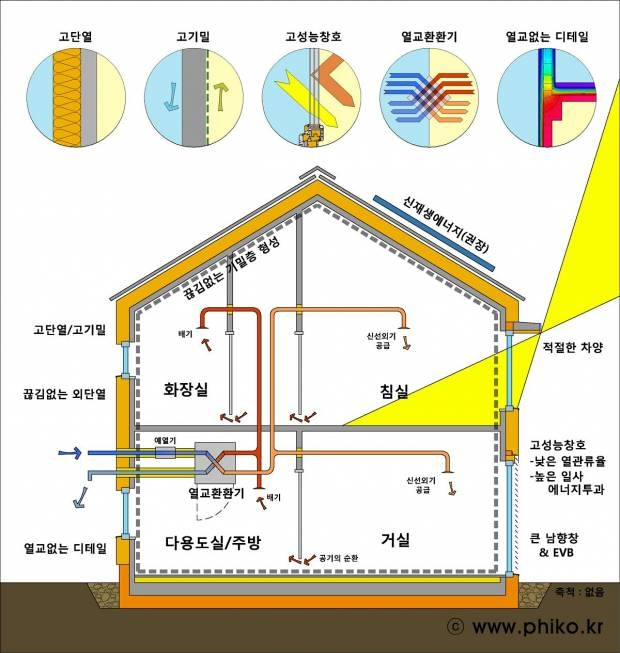 고단열
고기밀
고성능창호
열교환환기
열교없는 디테일
신재생에너지(권장)
끊김없는 기밀층 형성
고단열/고기밀
배기
신선외기
공급
적절한 차양
끊김없는 외단열
화장실
침실
예열기
고성능창호
-낮은 열관류율
-높은 일사
에너지투과
열교환환기
배기
신선외기
공급
열교없는 디테일
다용도실/주방
거실
큰 남향창
& EVB
공기의 순환
축척 : 없음
ⓒ www.phiko.kr